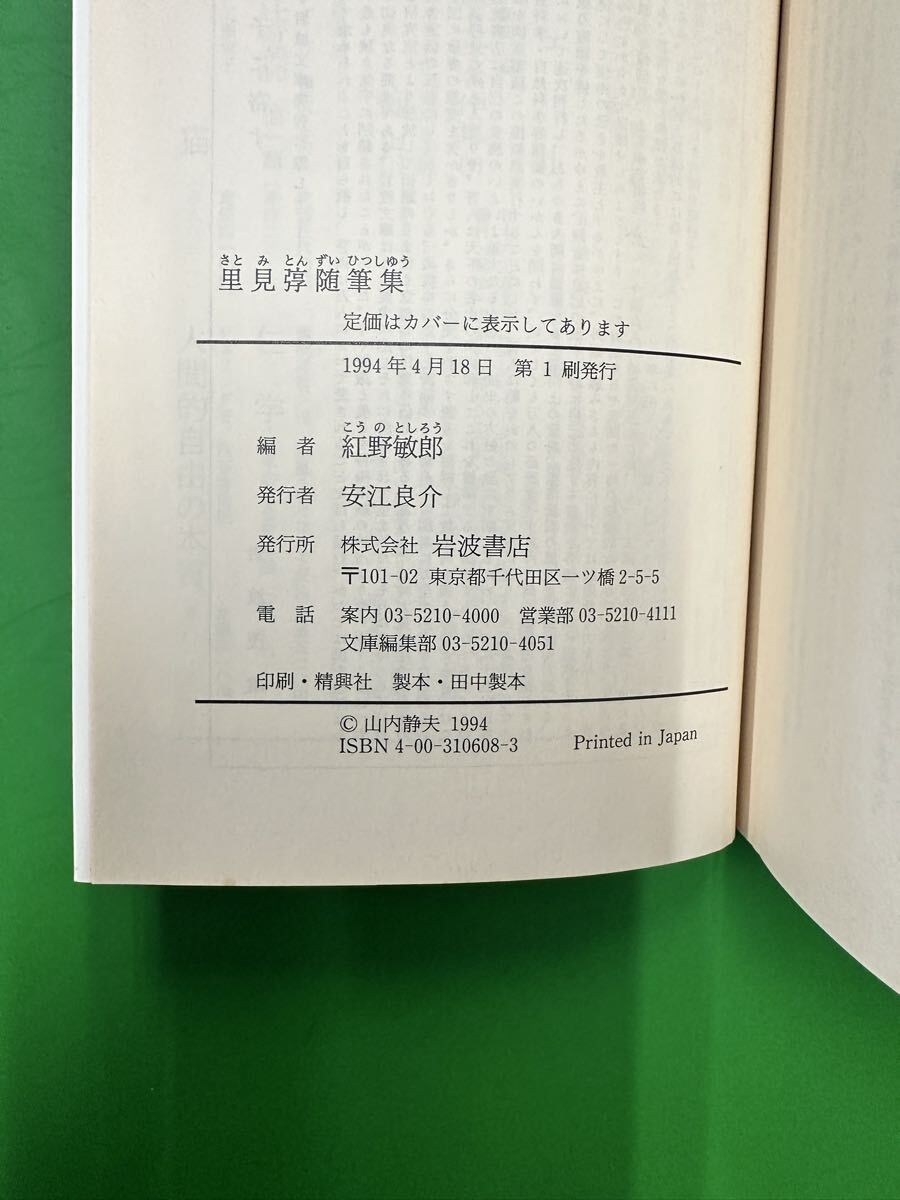 さとみとんずいひつしゆう
里見弴随筆集
定価はカバーに表示してあります
1994年4月18日 第1刷発行
こうのとしろう
編者 紅野敏郎
発行者 安江良介
発行所 株式会社 岩波書店
〒101-02 東京都千代田区一ツ橋2-5-5
電話 案内03-5210-4000 営業部03-5210-4111
文庫編集部03-5210-4051
印刷・精興社 製本・田中製本
© 山内静夫 1994
ISBN 4-00-310608-3 Printed in Japan